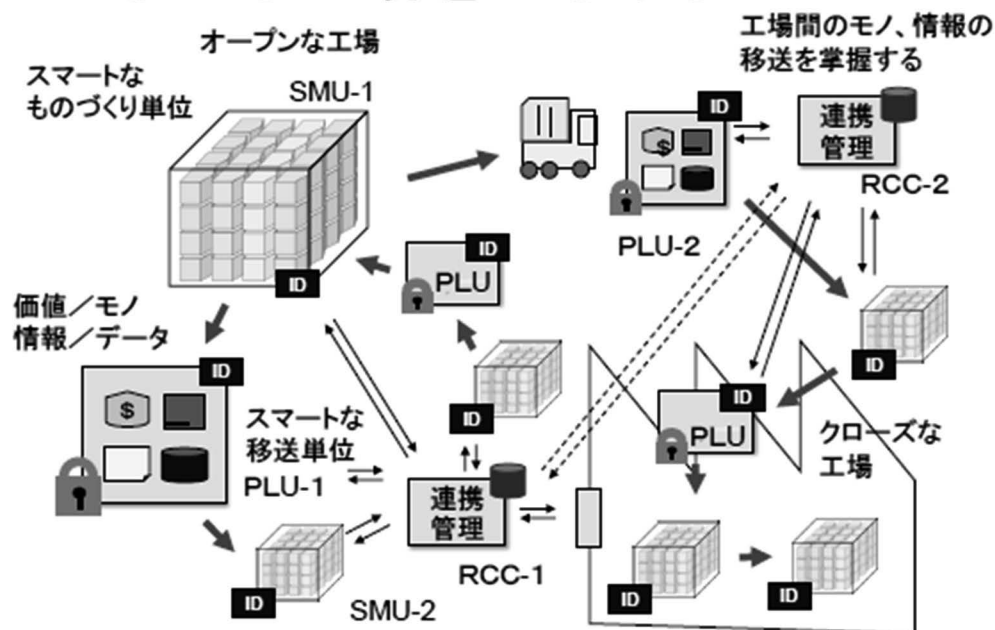 オープンな工場
工場間のモノ、情報の
移送を掌握する
スマートな
ものづくり単位
SMU-1
ID
連携
管理
RCC-2
$
PLU-2
ID
PLU
ID
価値／モノ
情報／データ
ID
ID
$
スマートな
移送単位
PLU-1
ID
ID
PLU
クローズな
工場
連携
管理
RCC-1
ID
SMU-2
ID
ID